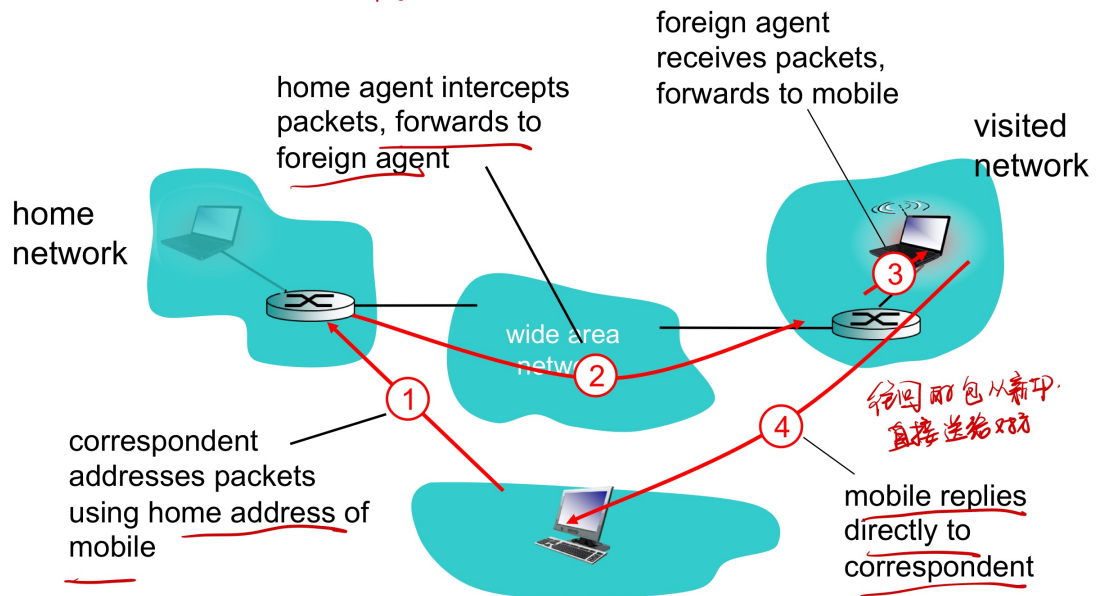 foreign agent
receives packets,
forwards to mobile
home agent intercepts
packets, forwards to
foreign agent
visited
network
home
network
3
wide area
network
2
1
往回的包从新IP.
直接送给对方
4
correspondent
addresses packets
using home address of
mobile
mobile replies
directly to
correspondent